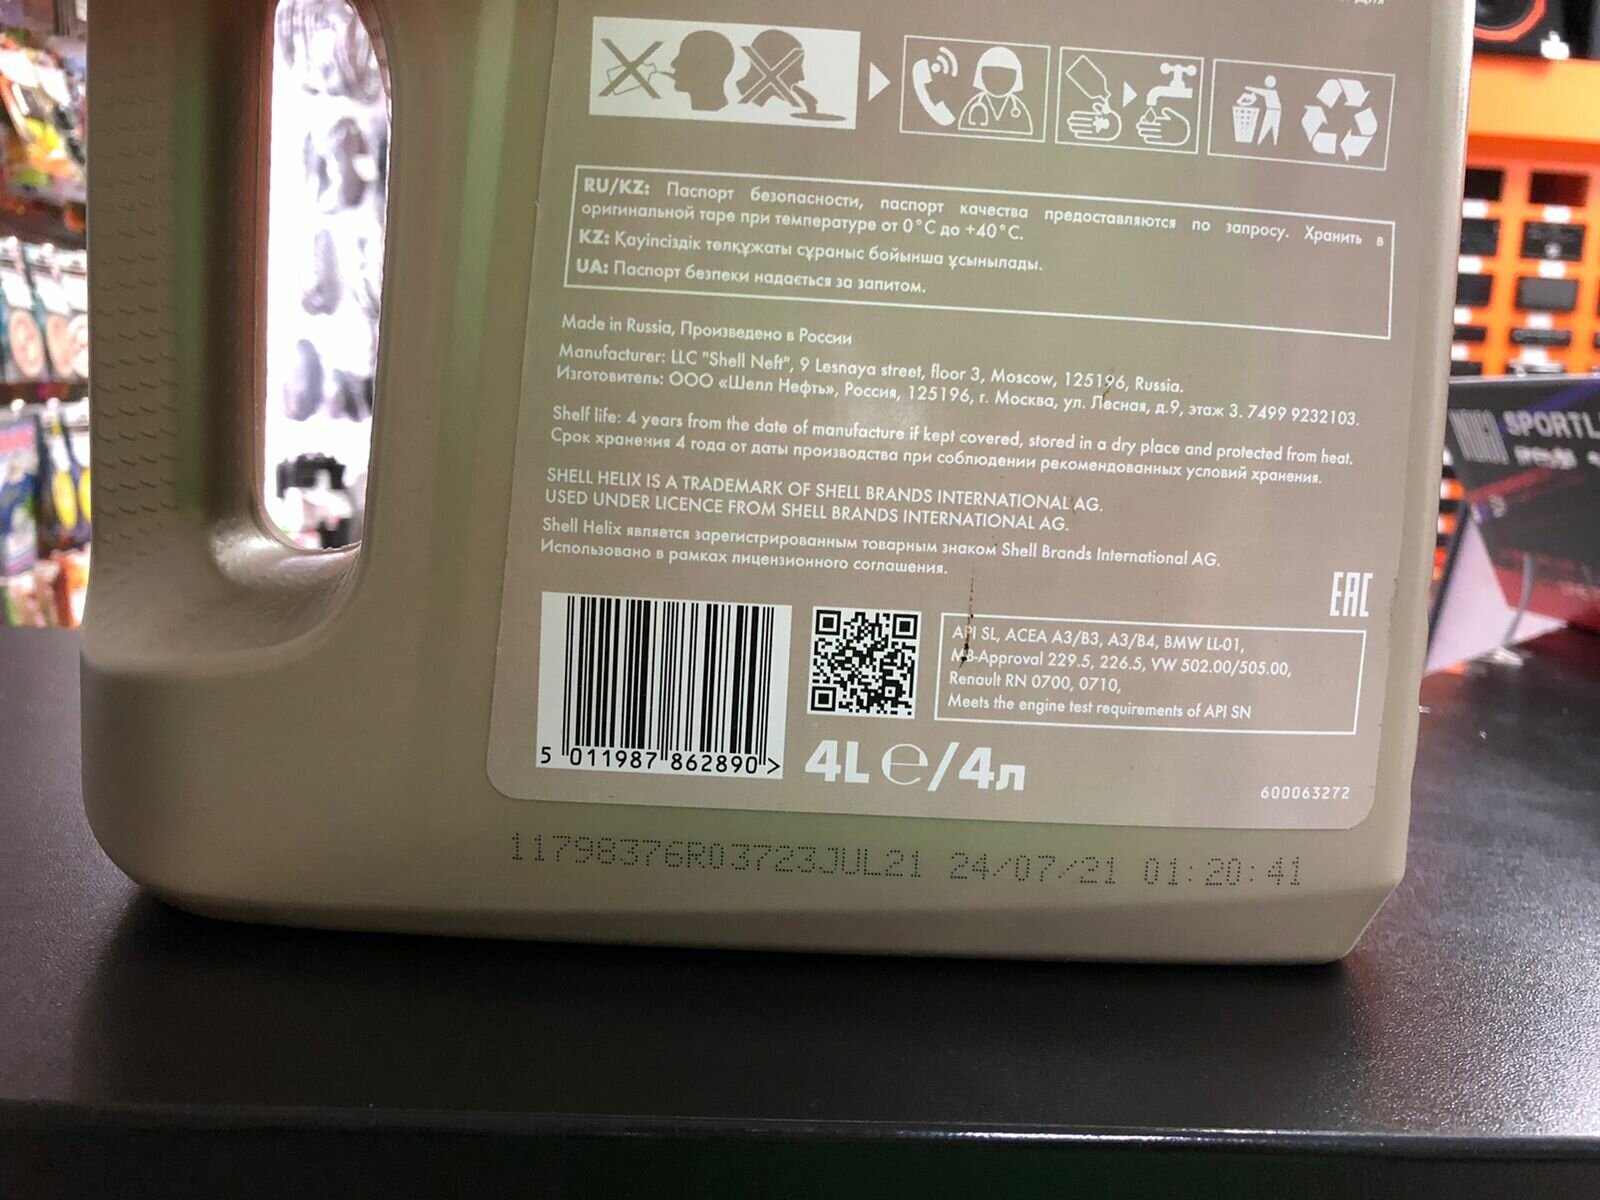 RU/KZ: Паспорт безопасности, паспорт качества предоставляются по запросу. Хранить в
оригинальной таре при температуре от 0°C до +40°C.
KZ: Қауіпсіздік төлқұжаты сұраныс бойынша ұсынылады.
UA: Паспорт безпеки надається за запитом.
Made in Russia, Произведено в России
Manufacturer: LLC "Shell Neft", 9 Lesnaya street, floor 3, Moscow, 125196, Russia.
Изготовитель: ООО «Шелл Нефть», Россия, 125196, г. Москва, ул. Лесная, д.9, этаж 3. 7499 9232103.
Shelf life: 4 years from the date of manufacture if kept covered, stored in a dry place and protected from heat.
Срок хранения 4 года от даты производства при соблюдении рекомендованных условий хранения.
SHELL HELIX IS A TRADEMARK OF SHELL BRANDS INTERNATIONAL AG.
USED UNDER LICENCE FROM SHELL BRANDS INTERNATIONAL AG.
Shell Helix является зарегистрированным товарным знаком Shell Brands International AG.
Использовано в рамках лицензионного соглашения.
EAC
API SL, ACEA A3/B3, A3/B4, BMW LL-01,
MB-Approval 229.5, 226.5, VW 502.00/505.00,
Renault RN 0700, 0710,
Meets the engine test requirements of API SN
5 011987 862890 >
4L e/4л
600063272
11798376R03723JUL21 24/07/21 01:20:41